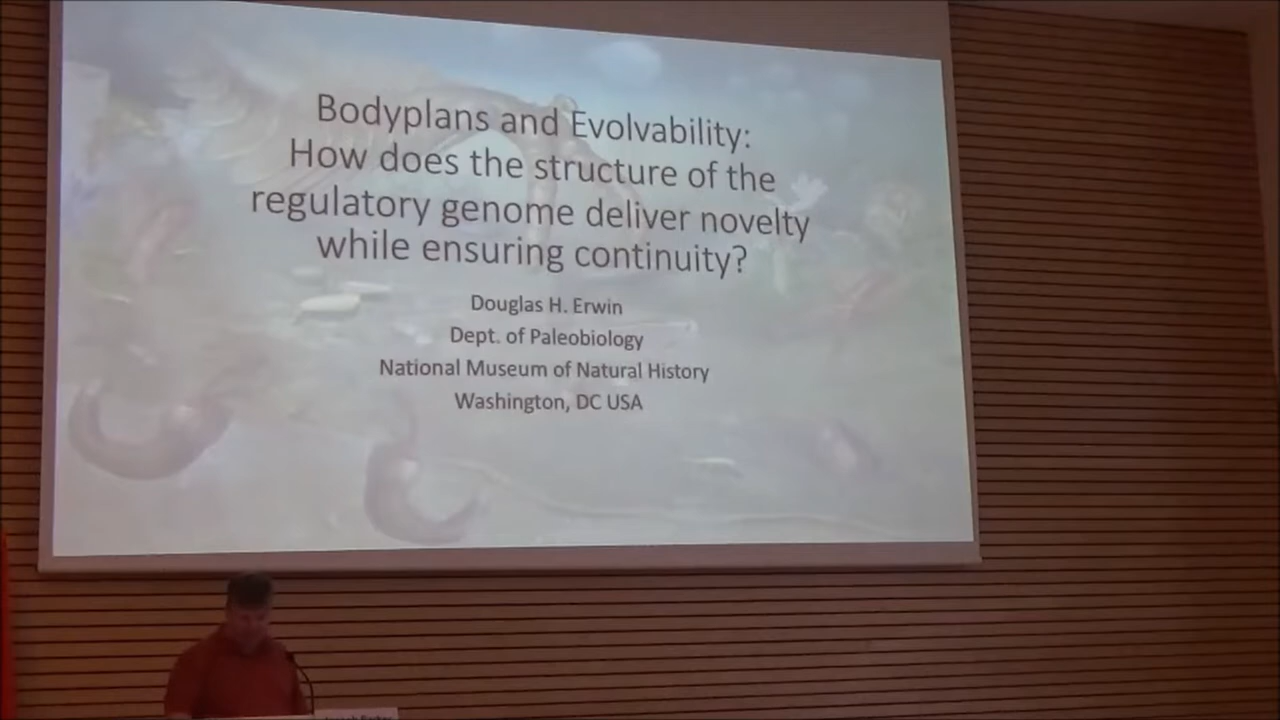 Bodyplans and Evolvability:
How does the structure of the
regulatory genome deliver novelty
while ensuring continuity?
Douglas H. Erwin
Dept. of Paleobiology
National Museum of Natural History
Washington, DC USA